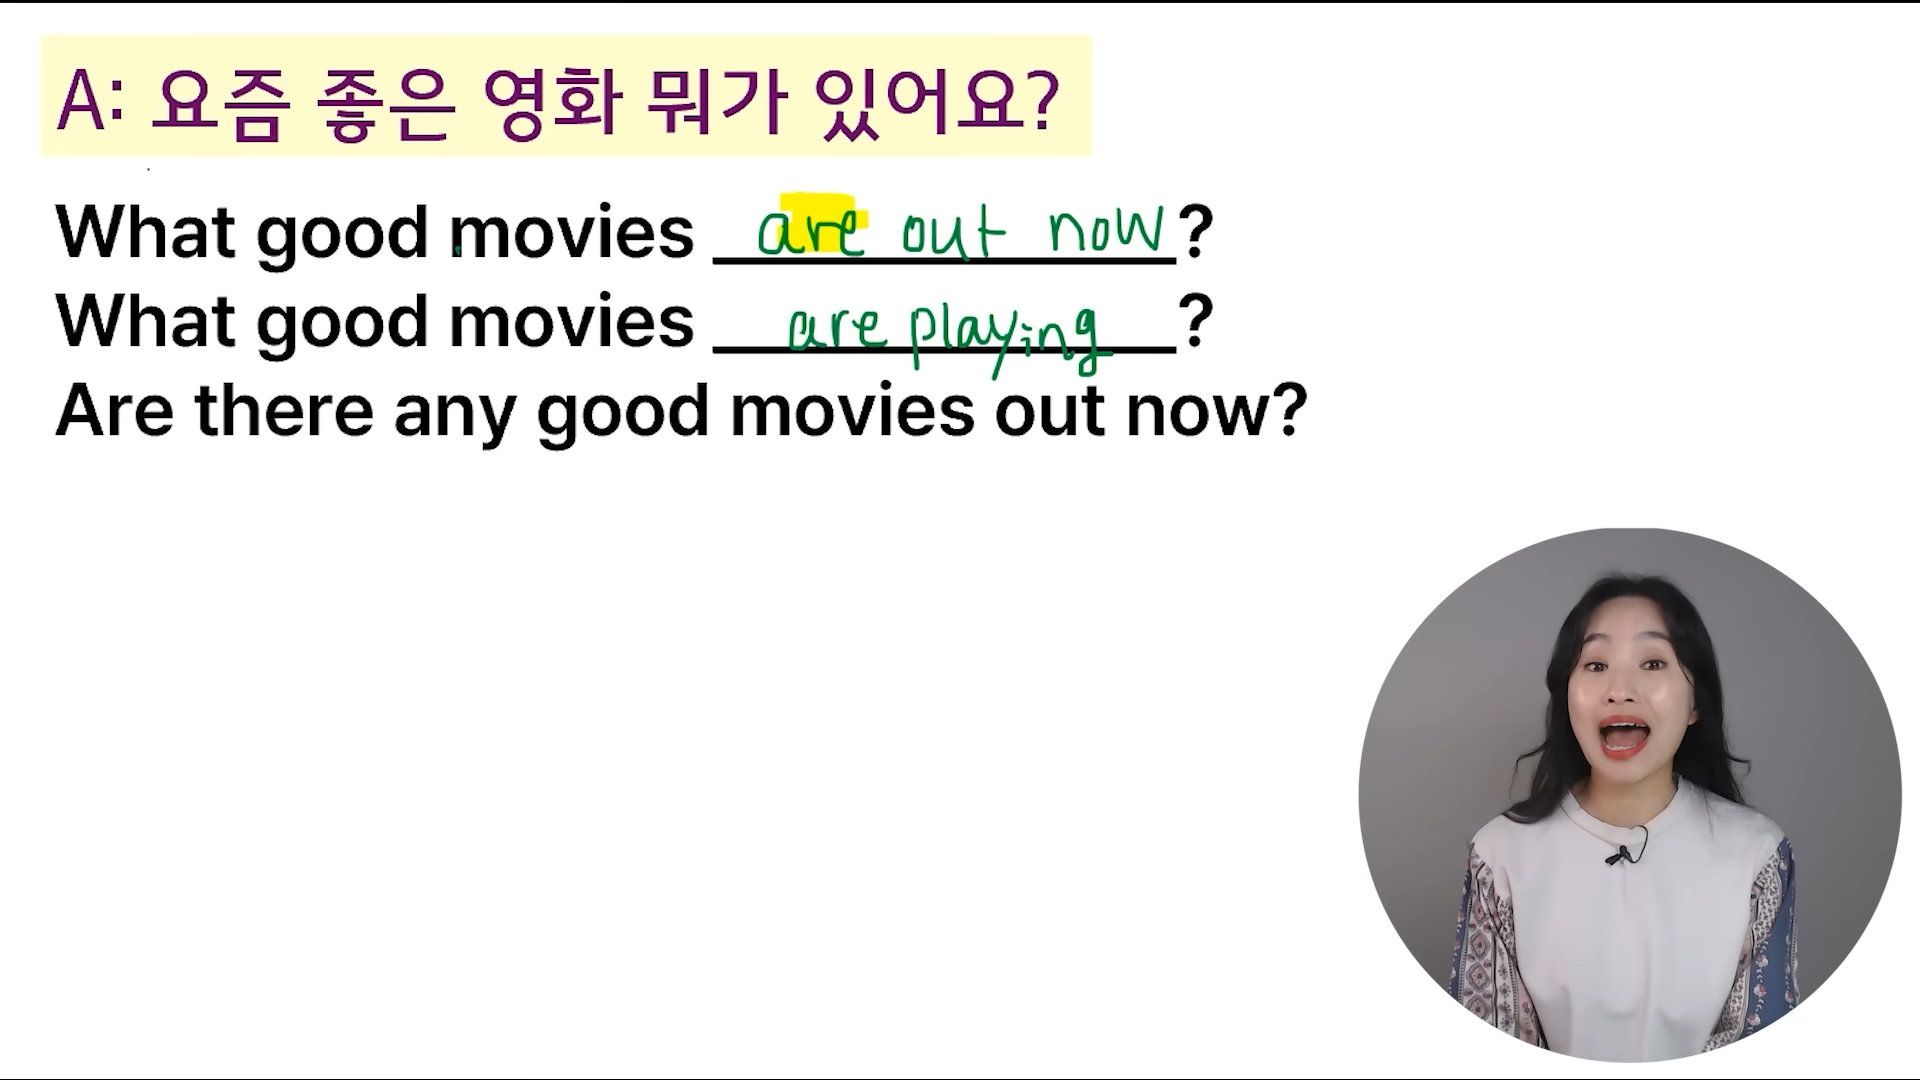 A: 요즘 좋은 영화 뭐가 있어요?
What good movies are out now?
What good movies are playing?
Are there any good movies out now?